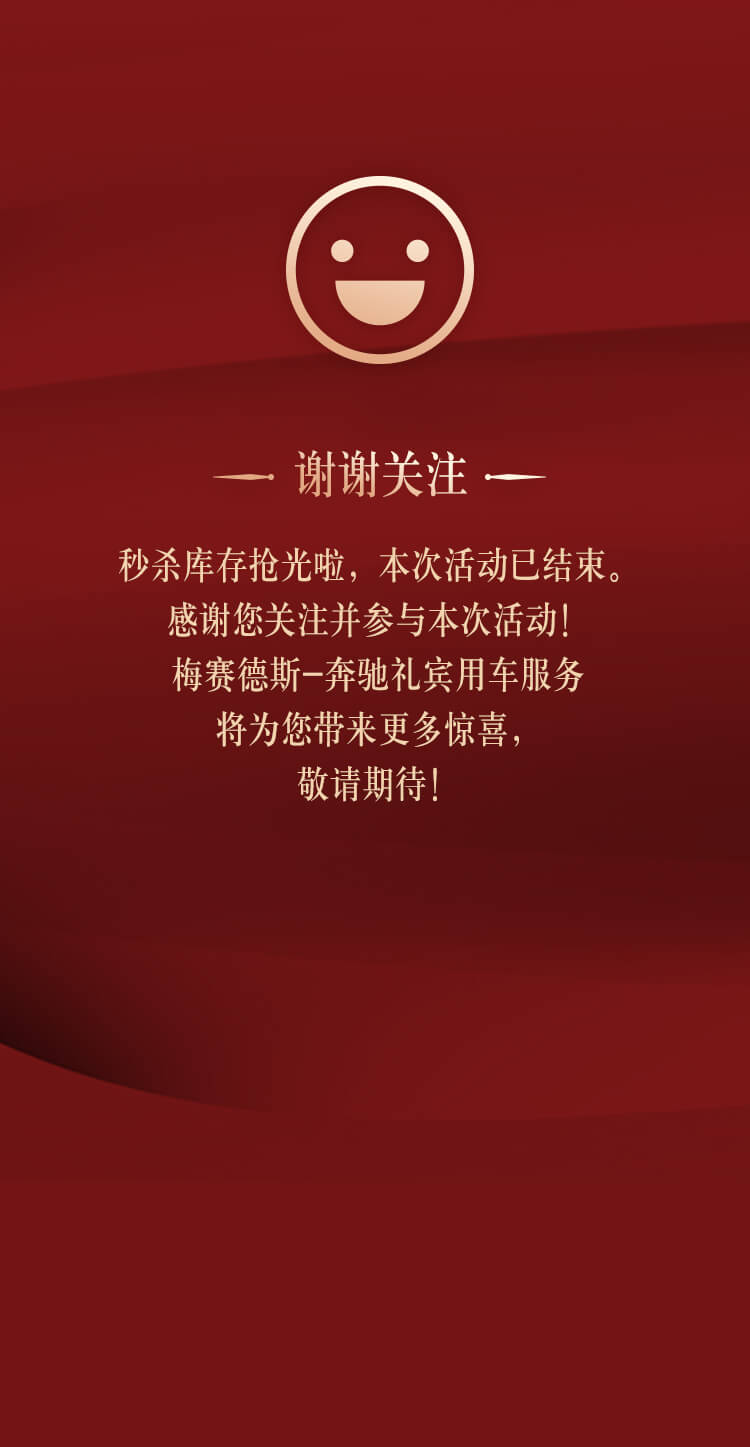 谢谢关注
秒杀库存抢光啦，本次活动已结束。
感谢您关注并参与本次活动！
梅赛德斯-奔驰礼宾用车服务
将为您带来更多惊喜，
敬请期待！